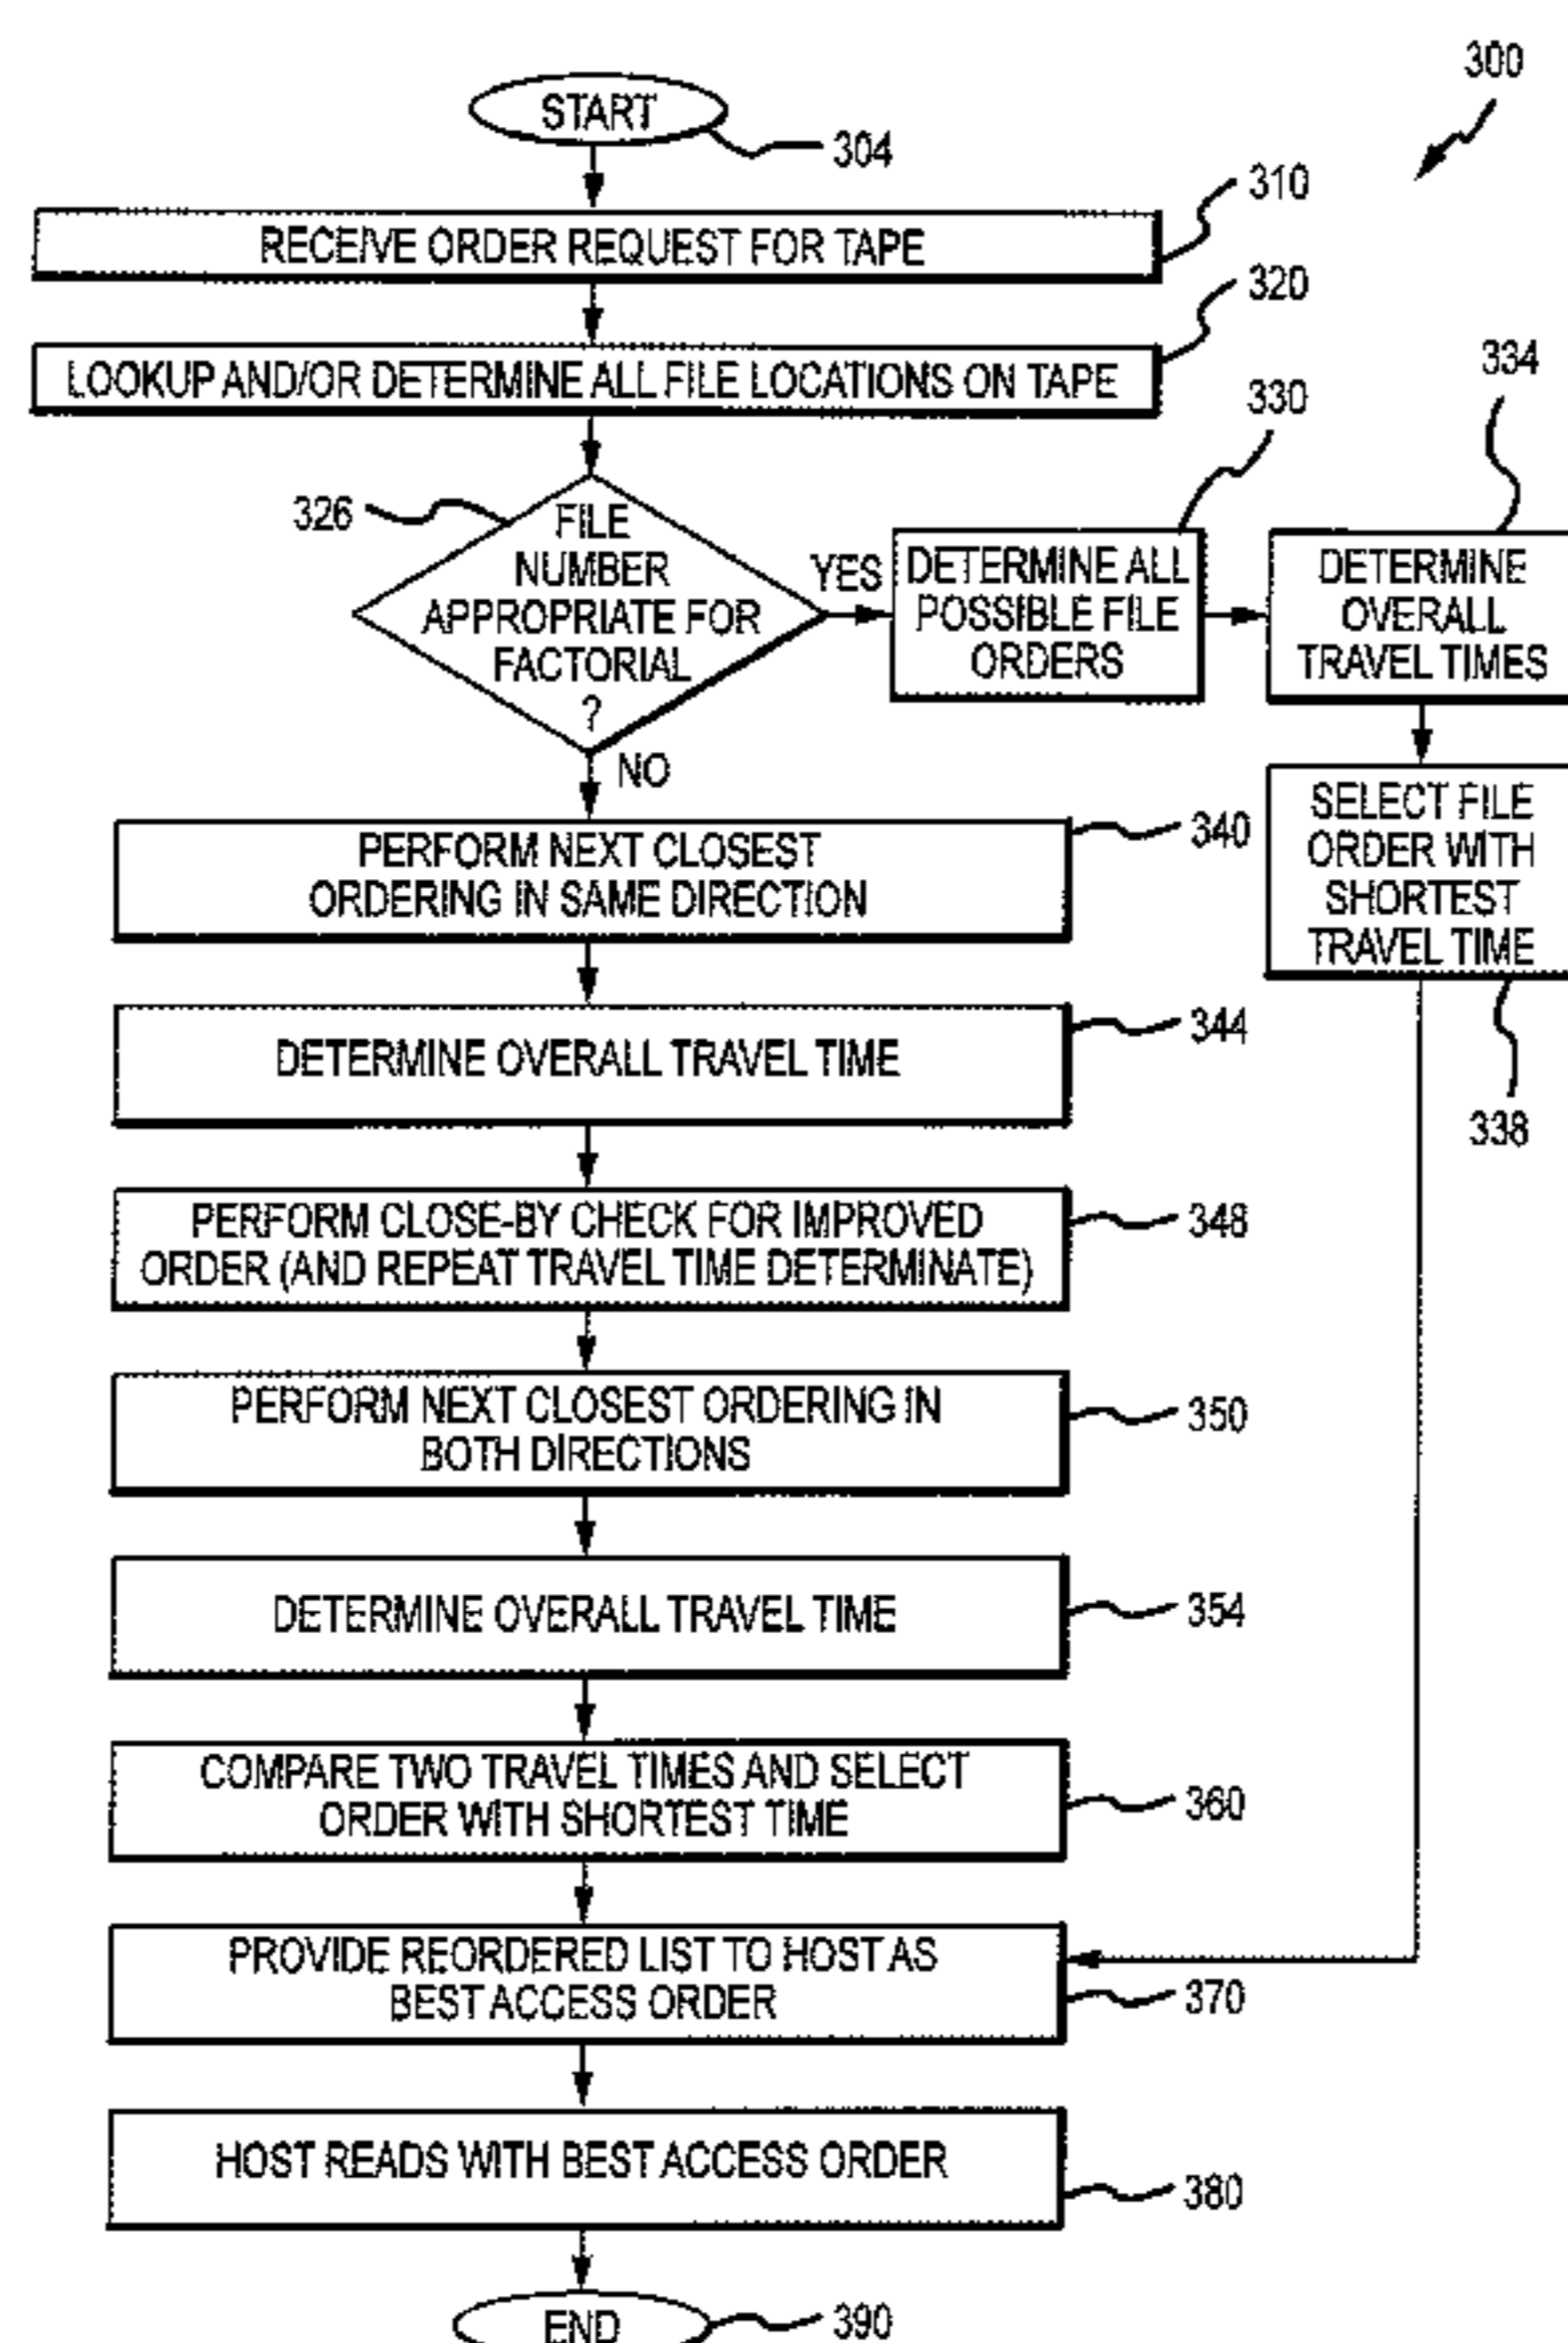 300
START
304
310
RECEIVE ORDER REQUEST FOR TAPE
320
LOOKUP AND/OR DETERMINE ALL FILE LOCATIONS ON TAPE
334
330
326
FILE
NUMBER
APPROPRIATE FOR
FACTORIAL
?
YES
DETERMINE ALL
POSSIBLE FILE
ORDERS
DETERMINE
OVERALL
TRAVEL TIMES
NO
SELECT FILE
ORDER WITH
SHORTEST
TRAVEL TIME
338
PERFORM NEXT CLOSEST
ORDERING IN SAME DIRECTION
340
DETERMINE OVERALL TRAVEL TIME
344
PERFORM CLOSE-BY CHECK FOR IMPROVED
ORDER (AND REPEAT TRAVEL TIME DETERMINATE)
348
PERFORM NEXT CLOSEST ORDERING IN
BOTH DIRECTIONS
350
DETERMINE OVERALL TRAVEL TIME
354
COMPARE TWO TRAVEL TIMES AND SELECT
ORDER WITH SHORTEST TIME
360
PROVIDE REORDERED LIST TO HOST AS
BEST ACCESS ORDER
370
HOST READS WITH BEST ACCESS ORDER
380
END
390